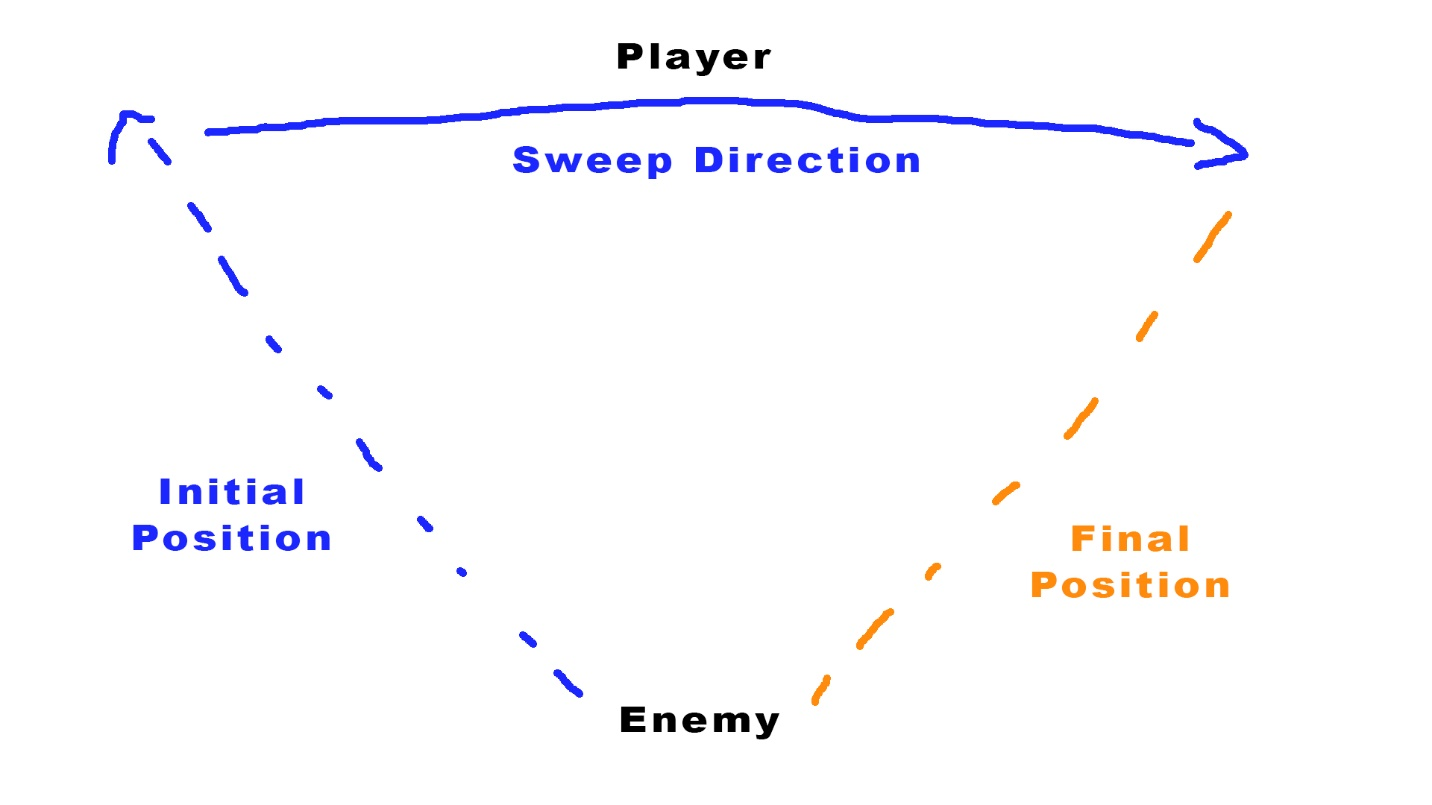 Player
Sweep Direction
Initial
Position
Final
Position
Enemy